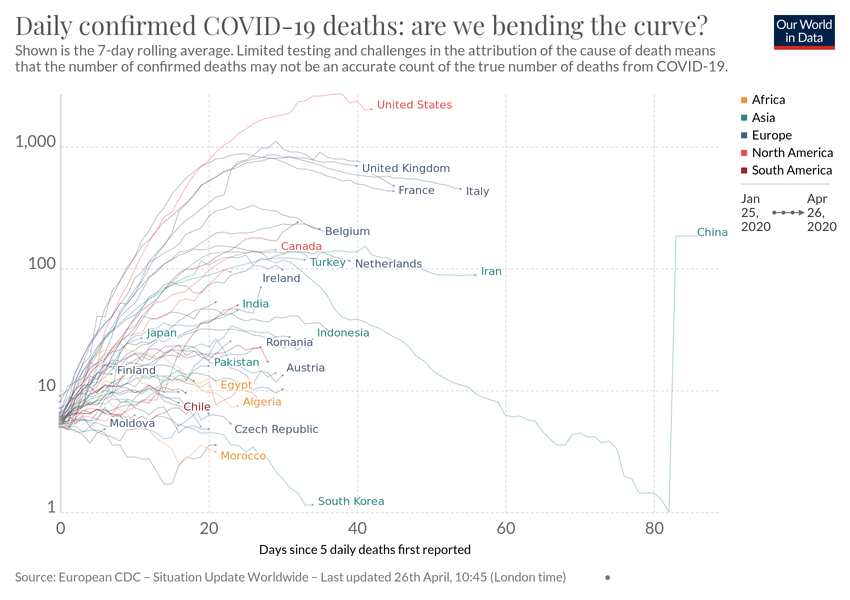 Daily confirmed COVID-19 deaths: are we bending the curve?
Our World
in Data
Shown is the 7-day rolling average. Limited testing and challenges in the attribution of the cause of death means
that the number of confirmed deaths may not be an accurate count of the true number of deaths from COVID-19.
Africa
Asia
Europe
North America
South America
Jan
25,
2020
Apr
26,
2020
1,000
100
10
1
United States
United Kingdom
France
Italy
Belgium
China
Canada
Turkey
Netherlands
Iran
Ireland
India
Japan
Indonesia
Romania
Pakistan
Finland
Austria
Egypt
Algeria
Chile
Moldova
Czech Republic
Morocco
South Korea
0
20
40
60
80
Days since 5 daily deaths first reported
Source: European CDC – Situation Update Worldwide – Last updated 26th April, 10:45 (London time)